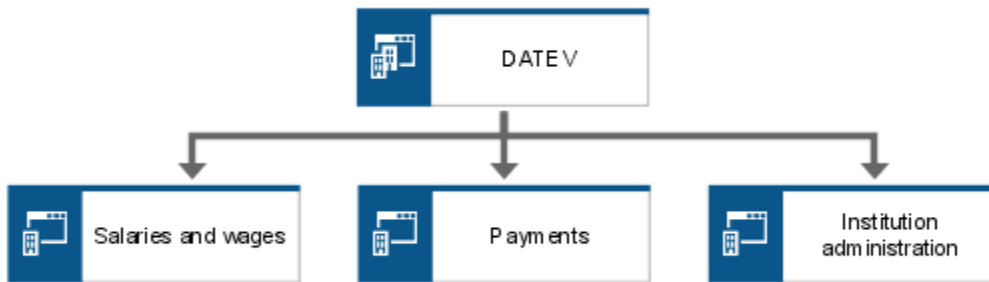 DATEV
Salaries and wages
Payments
Institution
administration